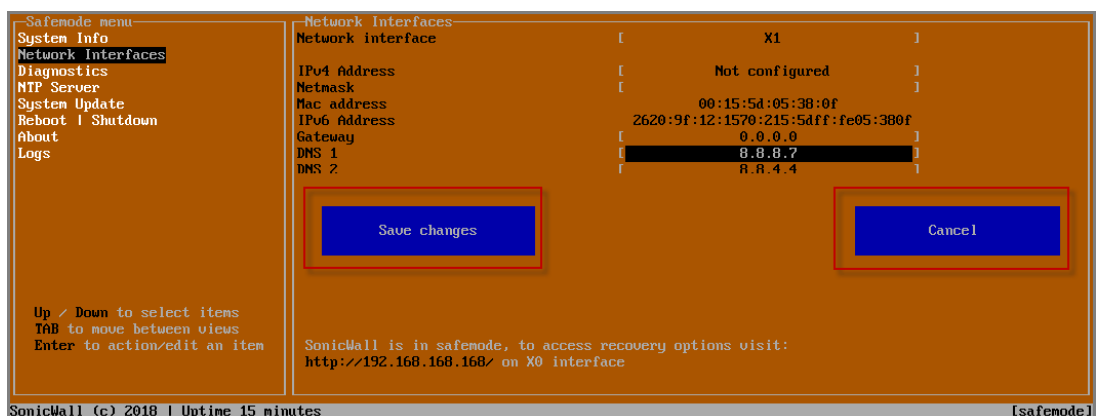 Safemode menu
System Info
Network Interfaces
Diagnostics
NTP Server
System Update
Reboot | Shutdown
About
Logs
Up / Down to select items
TAB to move between views
Enter to action/edit an item
Network Interfaces
Network interface [ X1 ]
IPv4 Address [ Not configured ]
Netmask [ ]
Mac address 00:15:5d:05:38:0f
IPv6 Address 2620:9f:12:1570:215:5dff:fe05:380f
Gateway [ 0.0.0.0 ]
DNS 1 [ 8.8.8.7 ]
DNS 2 [ 8.8.4.4 ]
Save changes
Cancel
SonicWall is in safemode, to access recovery options visit:
http://192.168.168.168/ on X0 interface
SonicWall (c) 2018 | Uptime 15 minutes
[safemode]